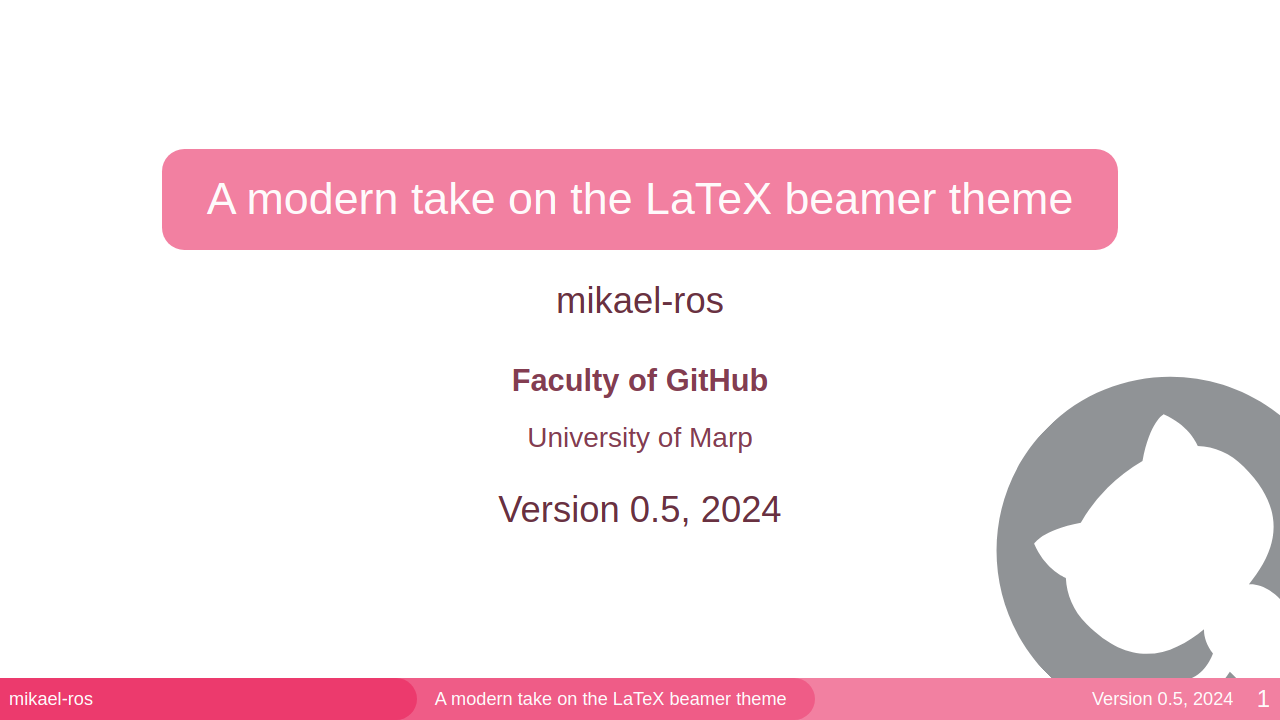 A modern take on the LaTeX beamer theme
mikael-ros
Faculty of GitHub
University of Marp
Version 0.5, 2024
mikael-ros
A modern take on the LaTeX beamer theme
Version 0.5, 2024
1